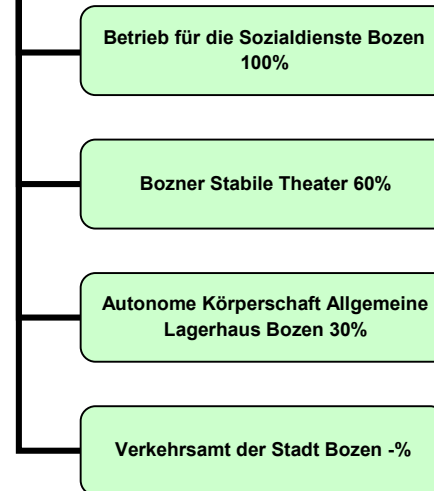 Betrieb für die Sozialdienste Bozen
100%
Bozner Stabile Theater 60%
Autonome Körperschaft Allgemeine
Lagerhaus Bozen 30%
Verkehrsamt der Stadt Bozen -%